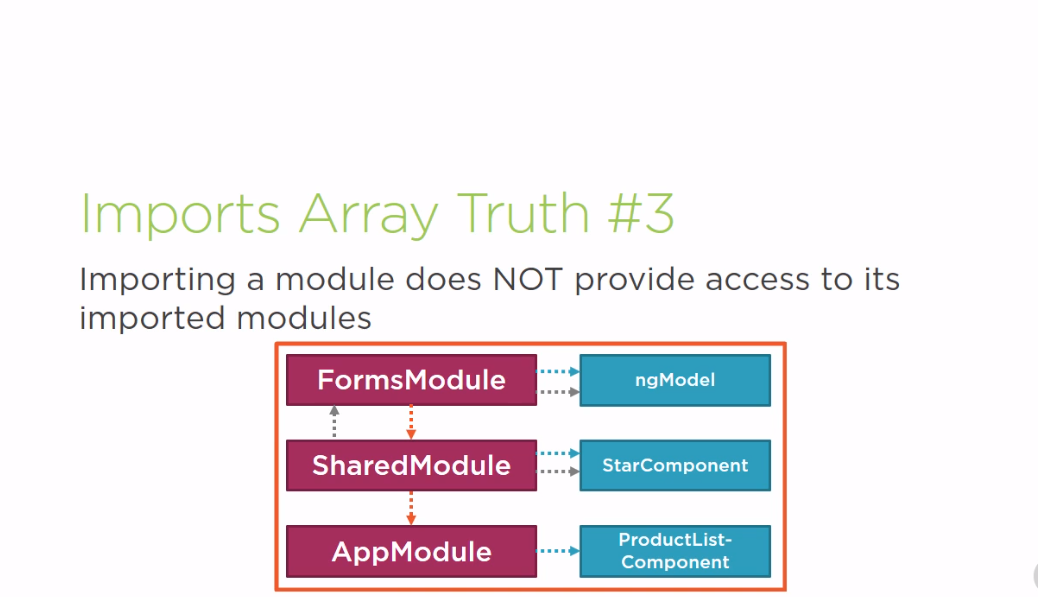 Imports Array Truth #3
Importing a module does NOT provide access to its
imported modules
FormsModule
ngModel
SharedModule
StarComponent
AppModule
ProductList-
Component